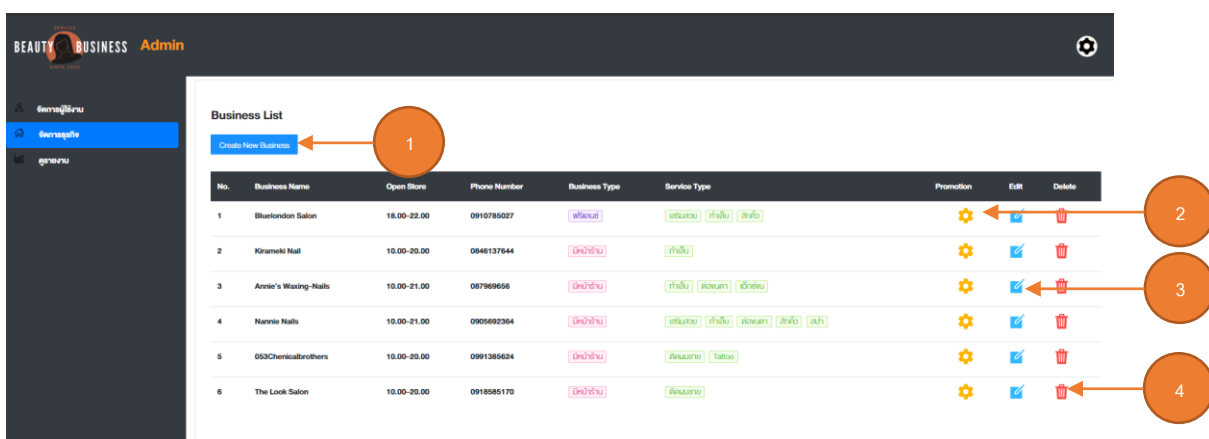 SERVICE
BEAUTY BUSINESS Admin
SINCE 2020
จัดการผู้ใช้งาน
Business List
จัดการธุรกิจ
Create New Business
1
ดูรายงาน
No. Business Name Open Store Phone Number Business Type Service Type Promotion Edit Delete
1 Bluelondon Salon 18.00-22.00 0910785027 ฟรีแลนซ์ เสริมสวย ทำเล็บ สักคิ้ว
2
2 Kirameki Nail 10.00-20.00 0846137644 มีหน้าร้าน ทำเล็บ
3 Annie's Waxing-Nails 10.00-21.00 087969656 มีหน้าร้าน ทำเล็บ ต่อขนตา แว็กซ์ขน
3
4 Nannie Nails 10.00-21.00 0905692364 มีหน้าร้าน เสริมสวย ทำเล็บ ต่อขนตา สักคิ้ว สปา
5 053Chenicalbrothers 10.00-20.00 0991385624 มีหน้าร้าน ตัดผมชาย Tattoo
6 The Look Salon 10.00-20.00 0918585170 มีหน้าร้าน ตัดผมชาย
4